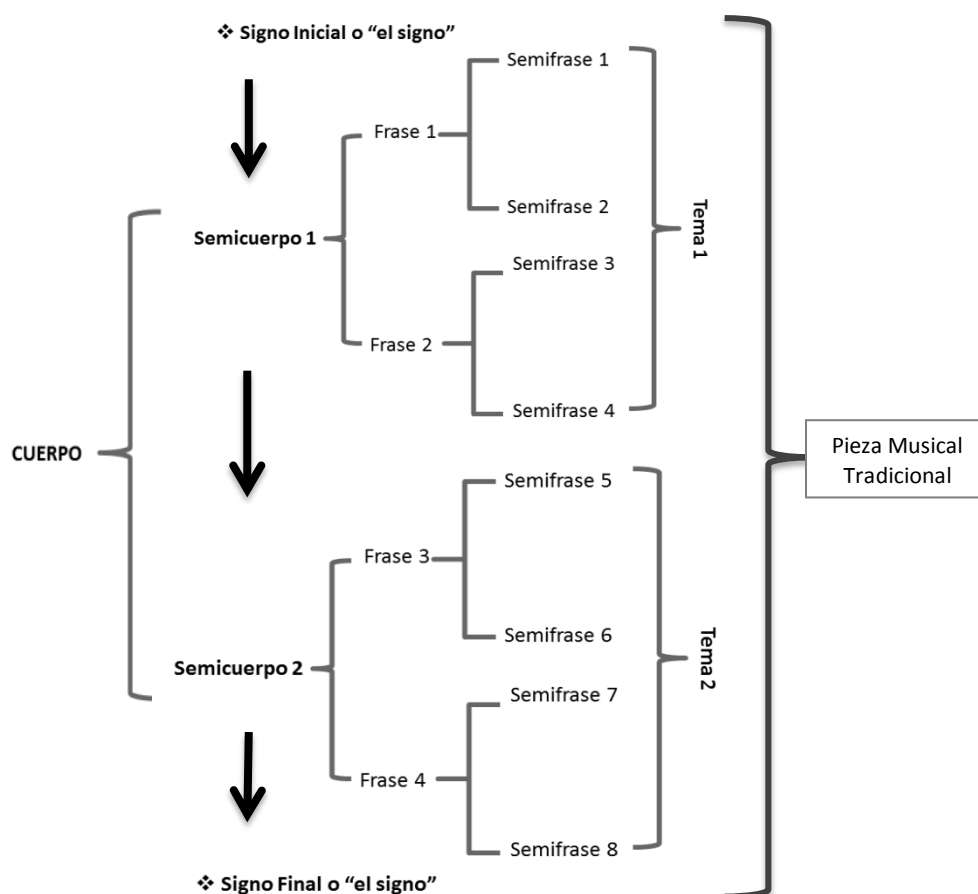 ❖ Signo Inicial o “el signo”
Semifrase 1
Frase 1
Semifrase 2
Semicuerpo 1
Tema 1
Semifrase 3
Frase 2
Semifrase 4
CUERPO
Pieza Musical
Tradicional
Semifrase 5
Frase 3
Semifrase 6
Semicuerpo 2
Tema 2
Semifrase 7
Frase 4
Semifrase 8
❖ Signo Final o “el signo”